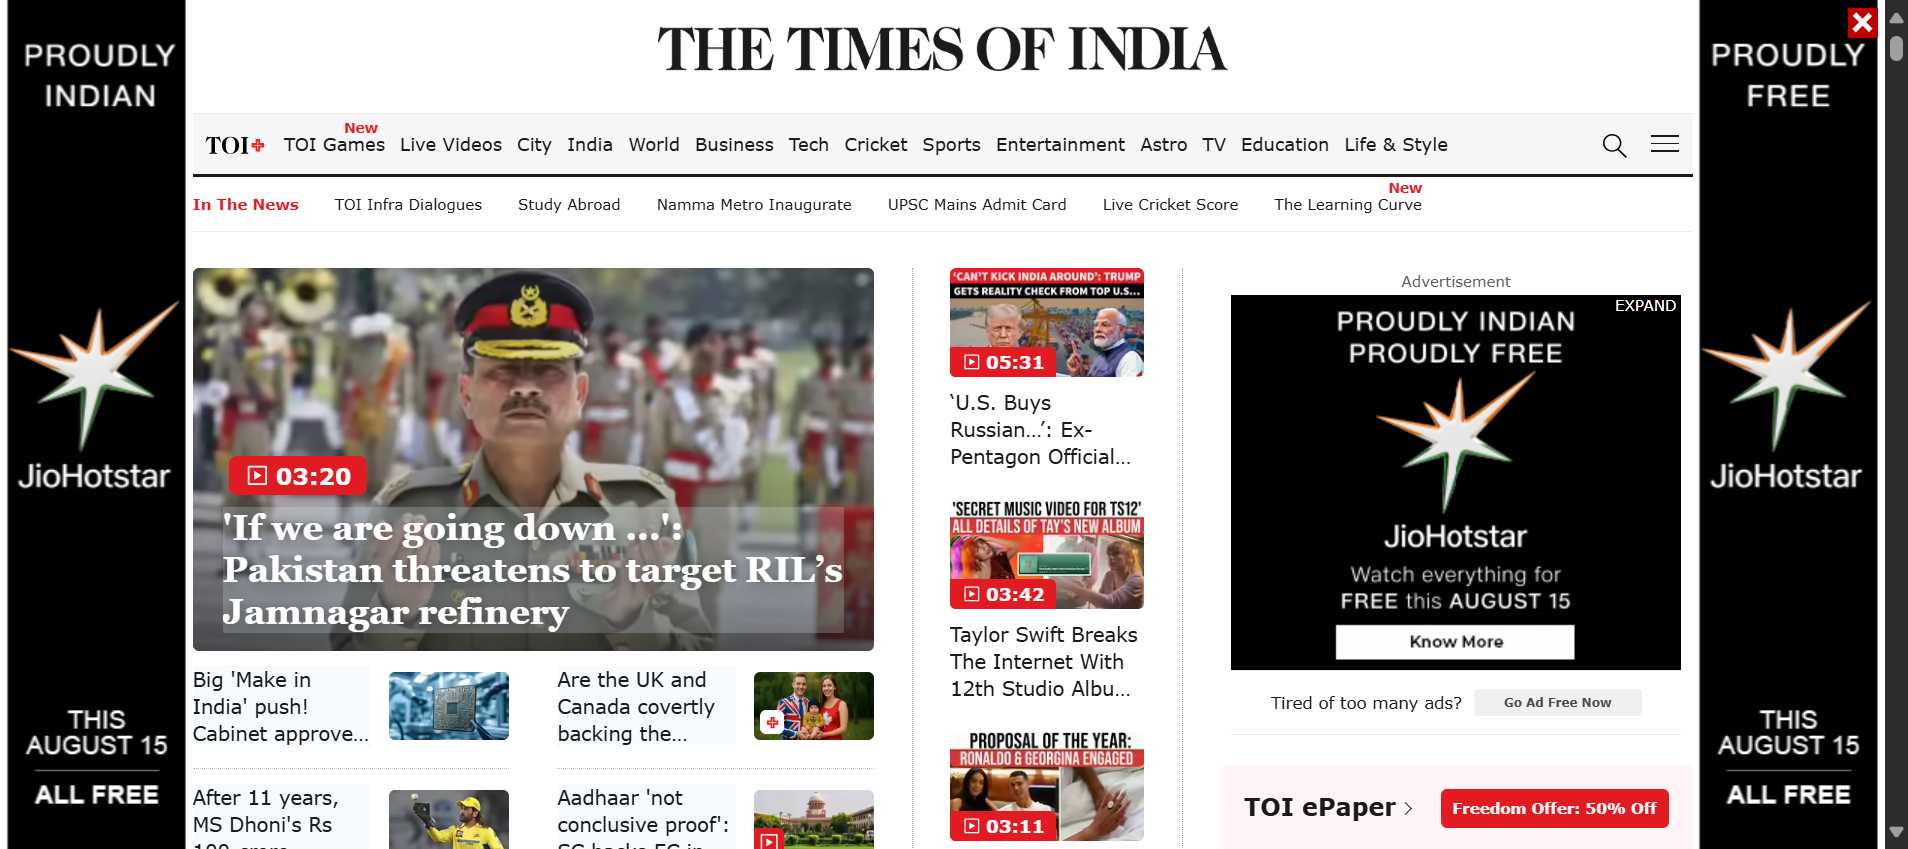 PROUDLY
INDIAN
JioHotstar
THIS
AUGUST 15
ALL FREE
THE TIMES OF INDIA
TOI+
New
TOI Games
Live Videos
City
India
World
Business
Tech
Cricket
Sports
Entertainment
Astro
TV
Education
Life & Style
In The News
TOI Infra Dialogues
Study Abroad
Namma Metro Inaugurate
UPSC Mains Admit Card
Live Cricket Score
New
The Learning Curve
03:20
'If we are going down ...':
Pakistan threatens to target RIL’s
Jamnagar refinery
Big 'Make in
India' push!
Cabinet approve...
Are the UK and
Canada covertly
backing the...
After 11 years,
MS Dhoni's Rs
Aadhaar 'not
conclusive proof':
SC backs EC in
‘CAN'T KICK INDIA AROUND’: TRUMP
GETS REALITY CHECK FROM TOP U.S...
05:31
‘U.S. Buys
Russian...’: Ex-
Pentagon Official...
'SECRET MUSIC VIDEO FOR TS12'
ALL DETAILS OF TAY'S NEW ALBUM
03:42
Taylor Swift Breaks
The Internet With
12th Studio Albu...
PROPOSAL OF THE YEAR:
RONALDO & GEORGINA ENGAGED
03:11
Advertisement
EXPAND
PROUDLY INDIAN
PROUDLY FREE
JioHotstar
Watch everything for
FREE this AUGUST 15
Know More
Tired of too many ads?
Go Ad Free Now
TOI ePaper
Freedom Offer: 50% Off
PROUDLY
FREE
JioHotstar
THIS
AUGUST 15
ALL FREE